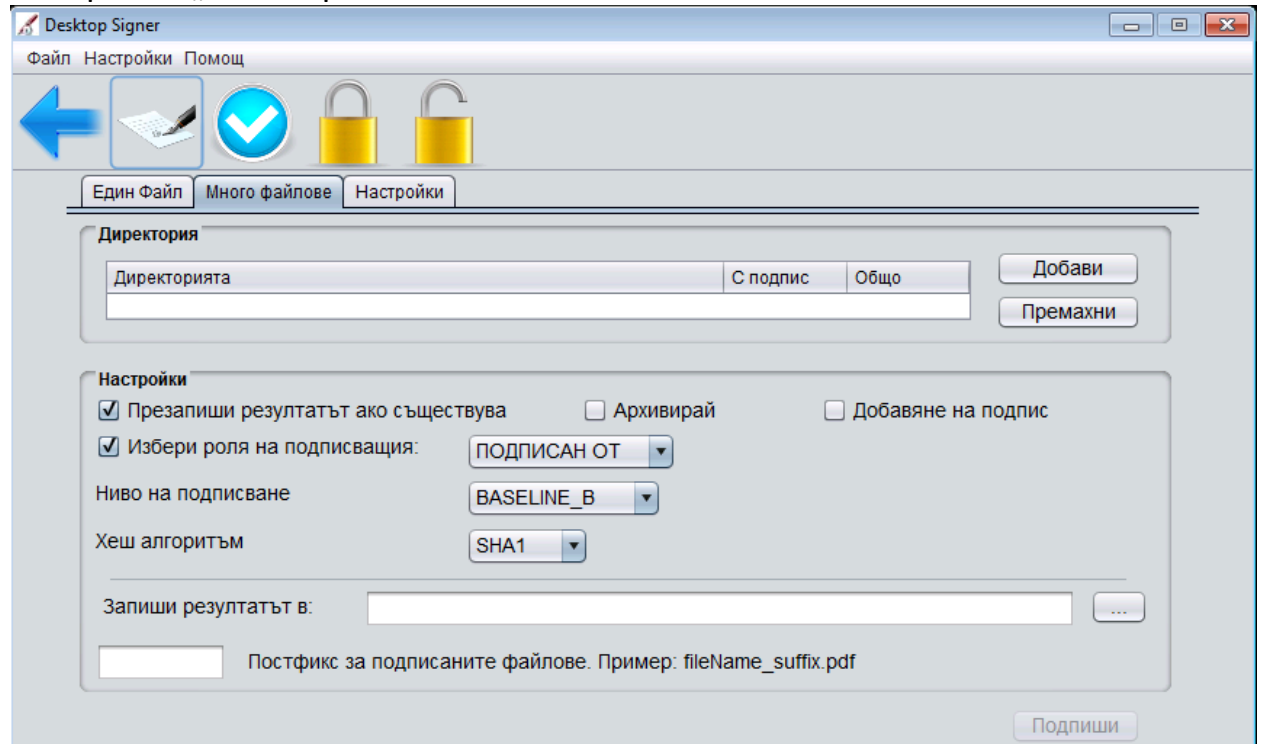 Desktop Signer
Файл Настройки Помощ
Един Файл Много файлове Настройки
Директория
Директорията С подпис Общо Добави
Премахни
Настройки
Презапиши резултатът ако съществува Архивирай Добавяне на подпис
Избери роля на подписващия: ПОДПИСАН ОТ
Ниво на подписване BASELINE_B
Хеш алгоритъм SHA1
Запиши резултатът в: ...
Постфикс за подписаните файлове. Пример: fileName_suffix.pdf
Подпиши